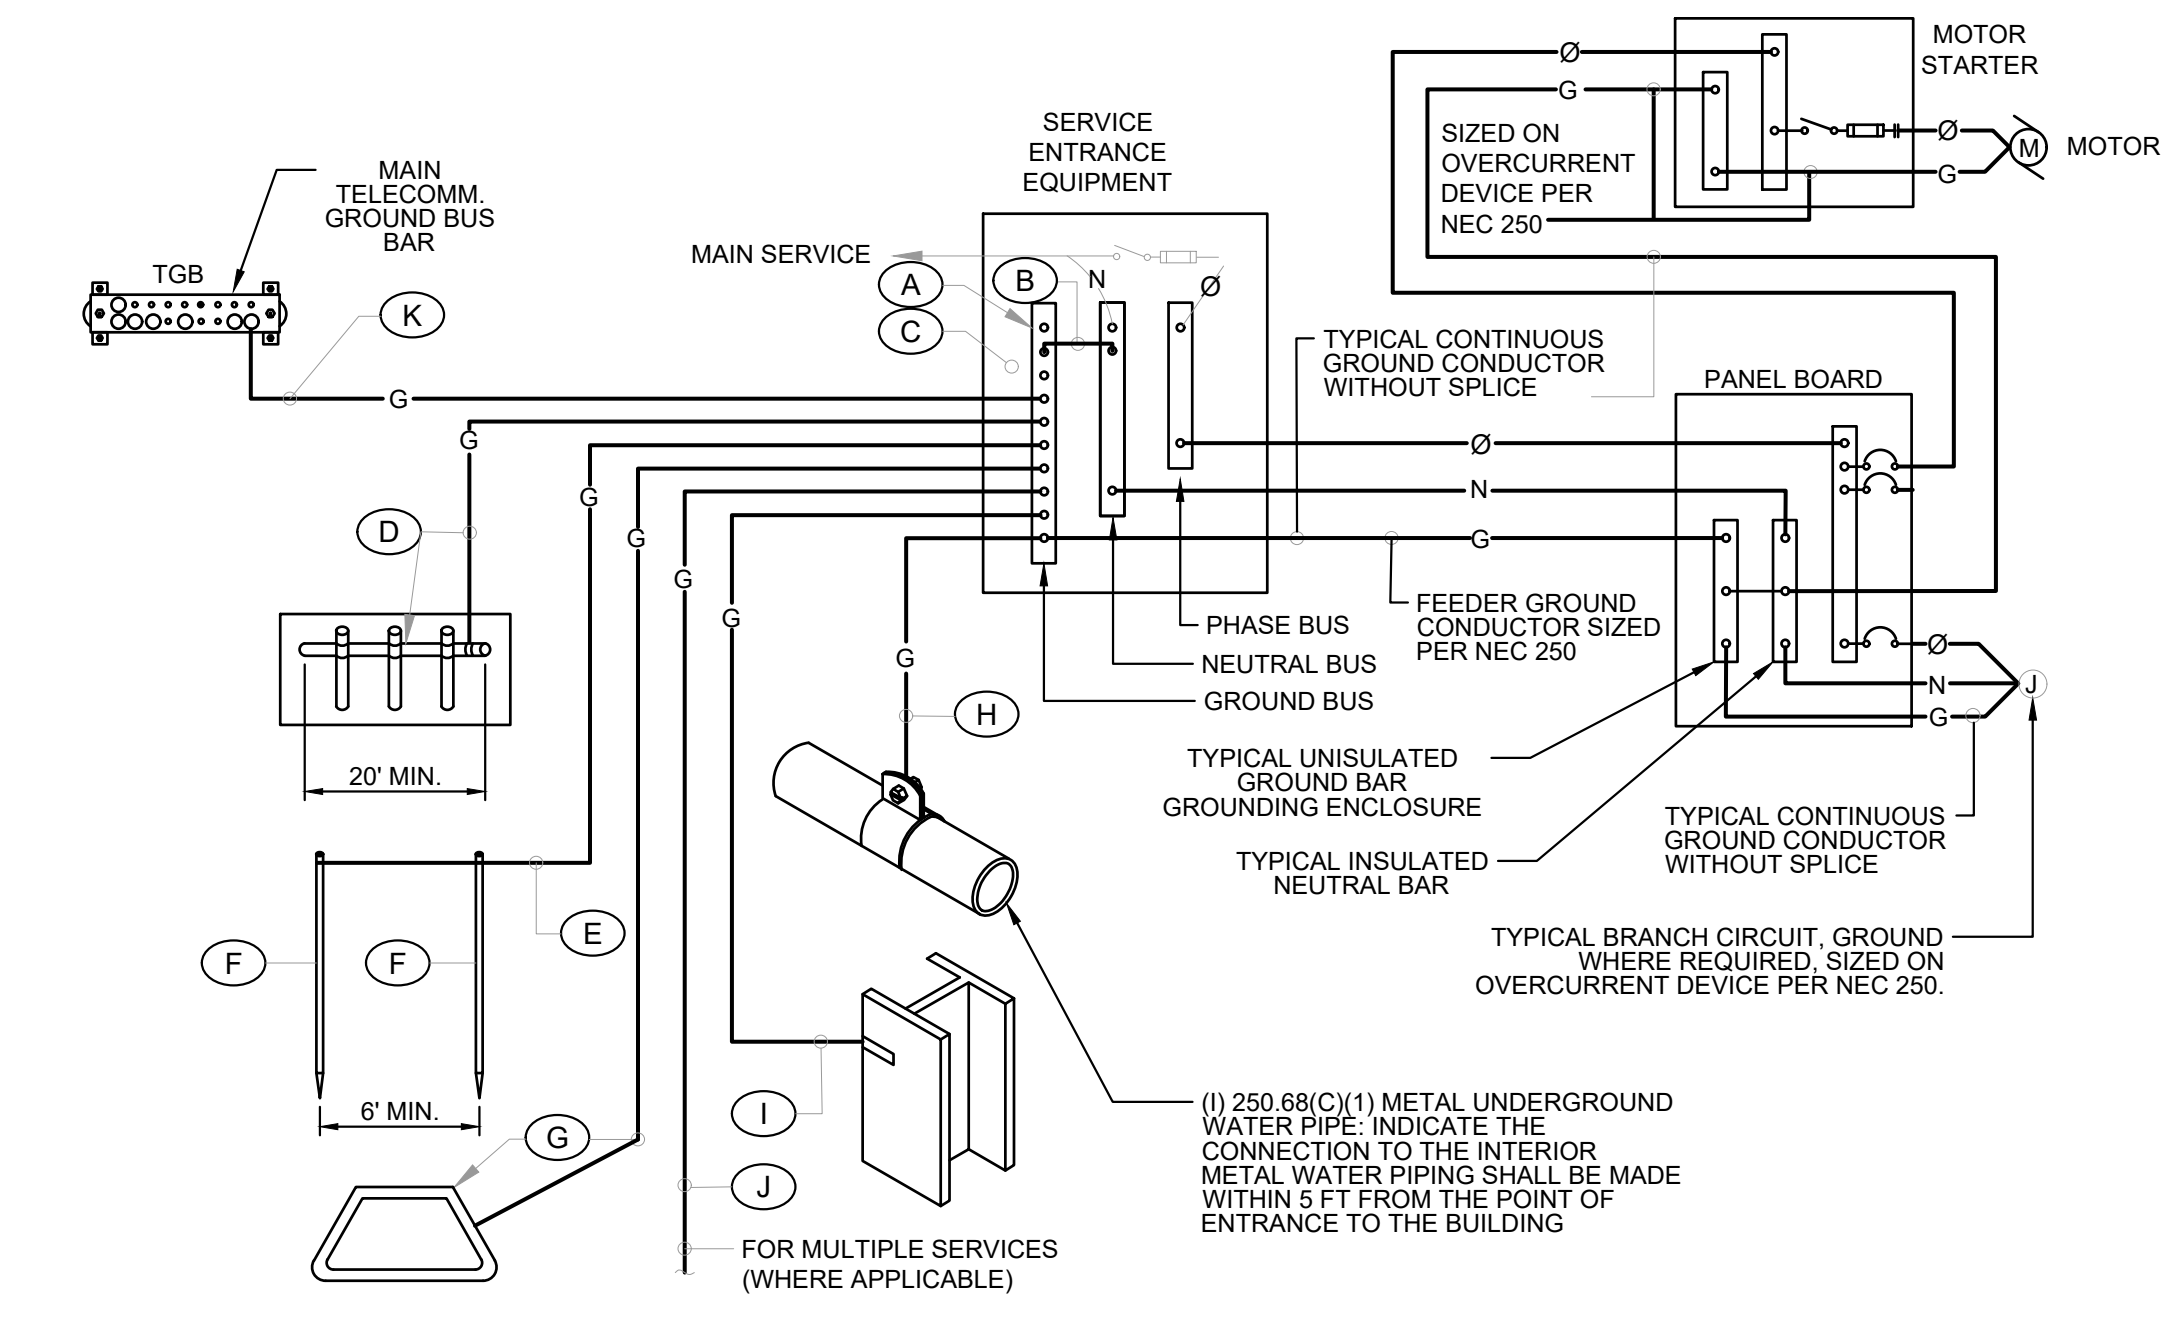 MOTOR
STARTER
Ø
G
SIZED ON
OVERCURRENT
DEVICE PER
NEC 250
Ø
G
M
MOTOR
SERVICE
ENTRANCE
EQUIPMENT
MAIN
TELECOMM.
GROUND BUS
BAR
TGB
K
G
MAIN SERVICE
A
B
C
N
Ø
TYPICAL CONTINUOUS
GROUND CONDUCTOR
WITHOUT SPLICE
PANEL BOARD
Ø
N
G
G
G
G
G
G
G
D
20' MIN.
H
PHASE BUS
NEUTRAL BUS
GROUND BUS
FEEDER GROUND
CONDUCTOR SIZED
PER NEC 250
Ø
N
G
J
TYPICAL UNISULATED
GROUND BAR
GROUNDING ENCLOSURE
TYPICAL INSULATED
NEUTRAL BAR
TYPICAL CONTINUOUS
GROUND CONDUCTOR
WITHOUT SPLICE
TYPICAL BRANCH CIRCUIT, GROUND
WHERE REQUIRED, SIZED ON
OVERCURRENT DEVICE PER NEC 250.
E
F
F
6' MIN.
G
I
J
FOR MULTIPLE SERVICES
(WHERE APPLICABLE)
(I) 250.68(C)(1) METAL UNDERGROUND
WATER PIPE: INDICATE THE
CONNECTION TO THE INTERIOR
METAL WATER PIPING SHALL BE MADE
WITHIN 5 FT FROM THE POINT OF
ENTRANCE TO THE BUILDING